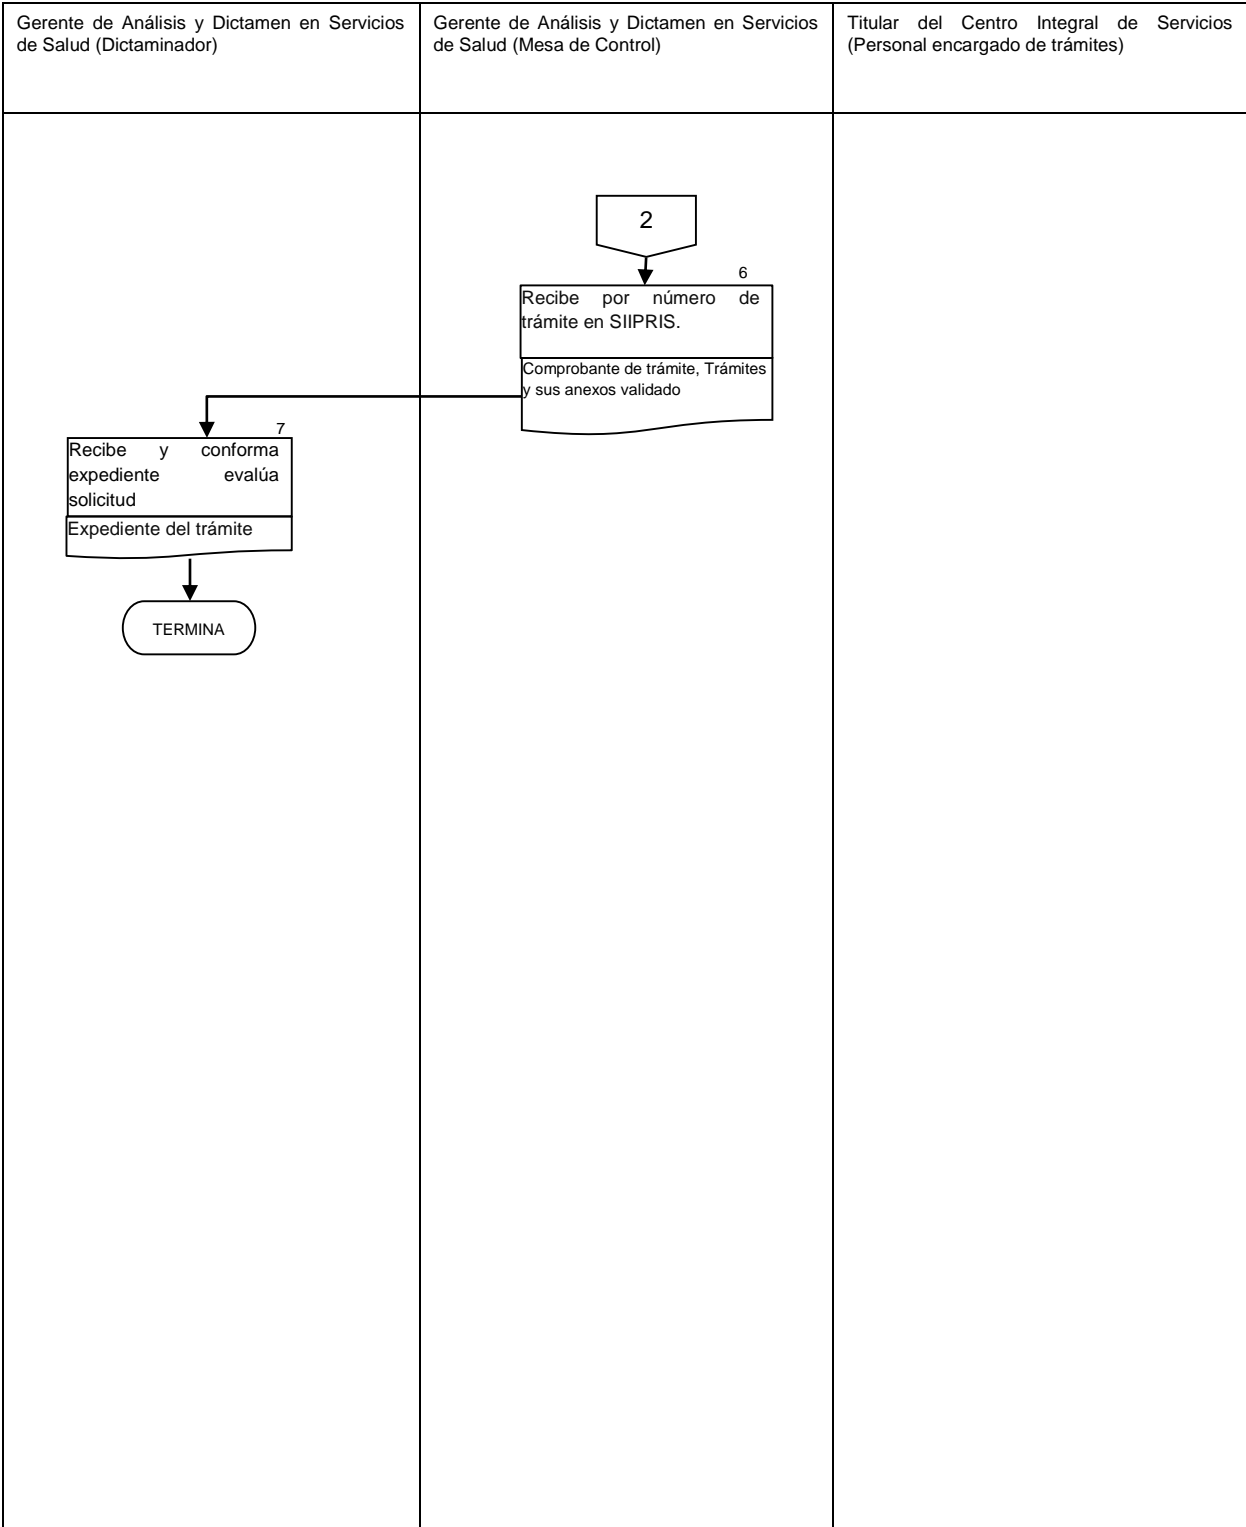 Gerente de Análisis y Dictamen en Servicios
de Salud (Dictaminador)
Gerente de Análisis y Dictamen en Servicios
de Salud (Mesa de Control)
Titular del Centro Integral de Servicios
(Personal encargado de trámites)
2
6
Recibe por número de
trámite en SIIPRIS.
Comprobante de trámite, Trámites
y sus anexos validado
7
Recibe y conforma
expediente evalúa
solicitud
Expediente del trámite
TERMINA